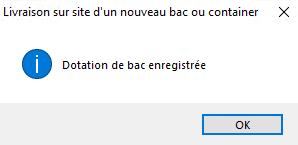 Livraison sur site d'un nouveau bac ou container
Dotation de bac enregistrée
OK